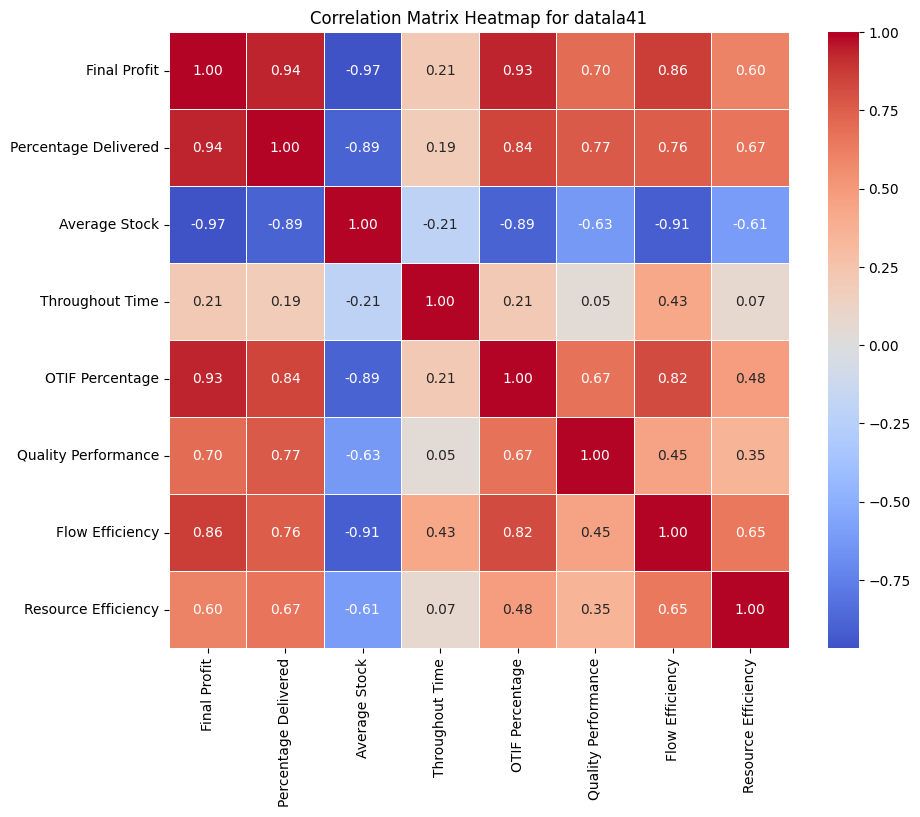 Correlation Matrix Heatmap for datala41
Final Profit 1.00 0.94 -0.97 0.21 0.93 0.70 0.86 0.60
Percentage Delivered 0.94 1.00 -0.89 0.19 0.84 0.77 0.76 0.67
Average Stock -0.97 -0.89 1.00 -0.21 -0.89 -0.63 -0.91 -0.61
Throughout Time 0.21 0.19 -0.21 1.00 0.21 0.05 0.43 0.07
OTIF Percentage 0.93 0.84 -0.89 0.21 1.00 0.67 0.82 0.48
Quality Performance 0.70 0.77 -0.63 0.05 0.67 1.00 0.45 0.35
Flow Efficiency 0.86 0.76 -0.91 0.43 0.82 0.45 1.00 0.65
Resource Efficiency 0.60 0.67 -0.61 0.07 0.48 0.35 0.65 1.00
Final Profit
Percentage Delivered
Average Stock
Throughout Time
OTIF Percentage
Quality Performance
Flow Efficiency
Resource Efficiency
1.00
0.75
0.50
0.25
0.00
−0.25
−0.50
−0.75